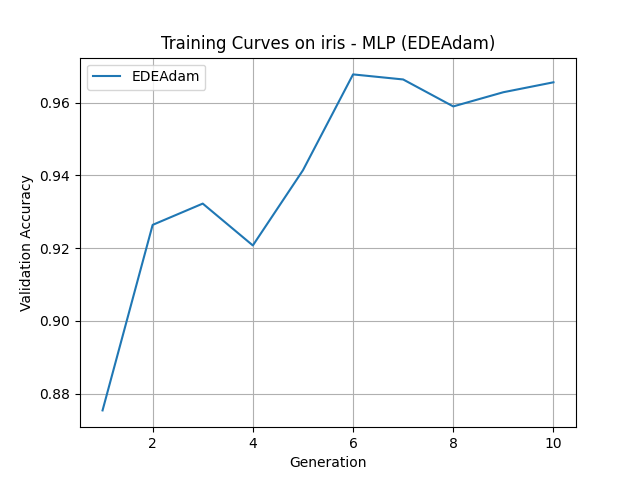 Training Curves on iris - MLP (EDEAdam)
EDEAdam
Validation Accuracy
0.96
0.94
0.92
0.90
0.88
2 4 6 8 10
Generation